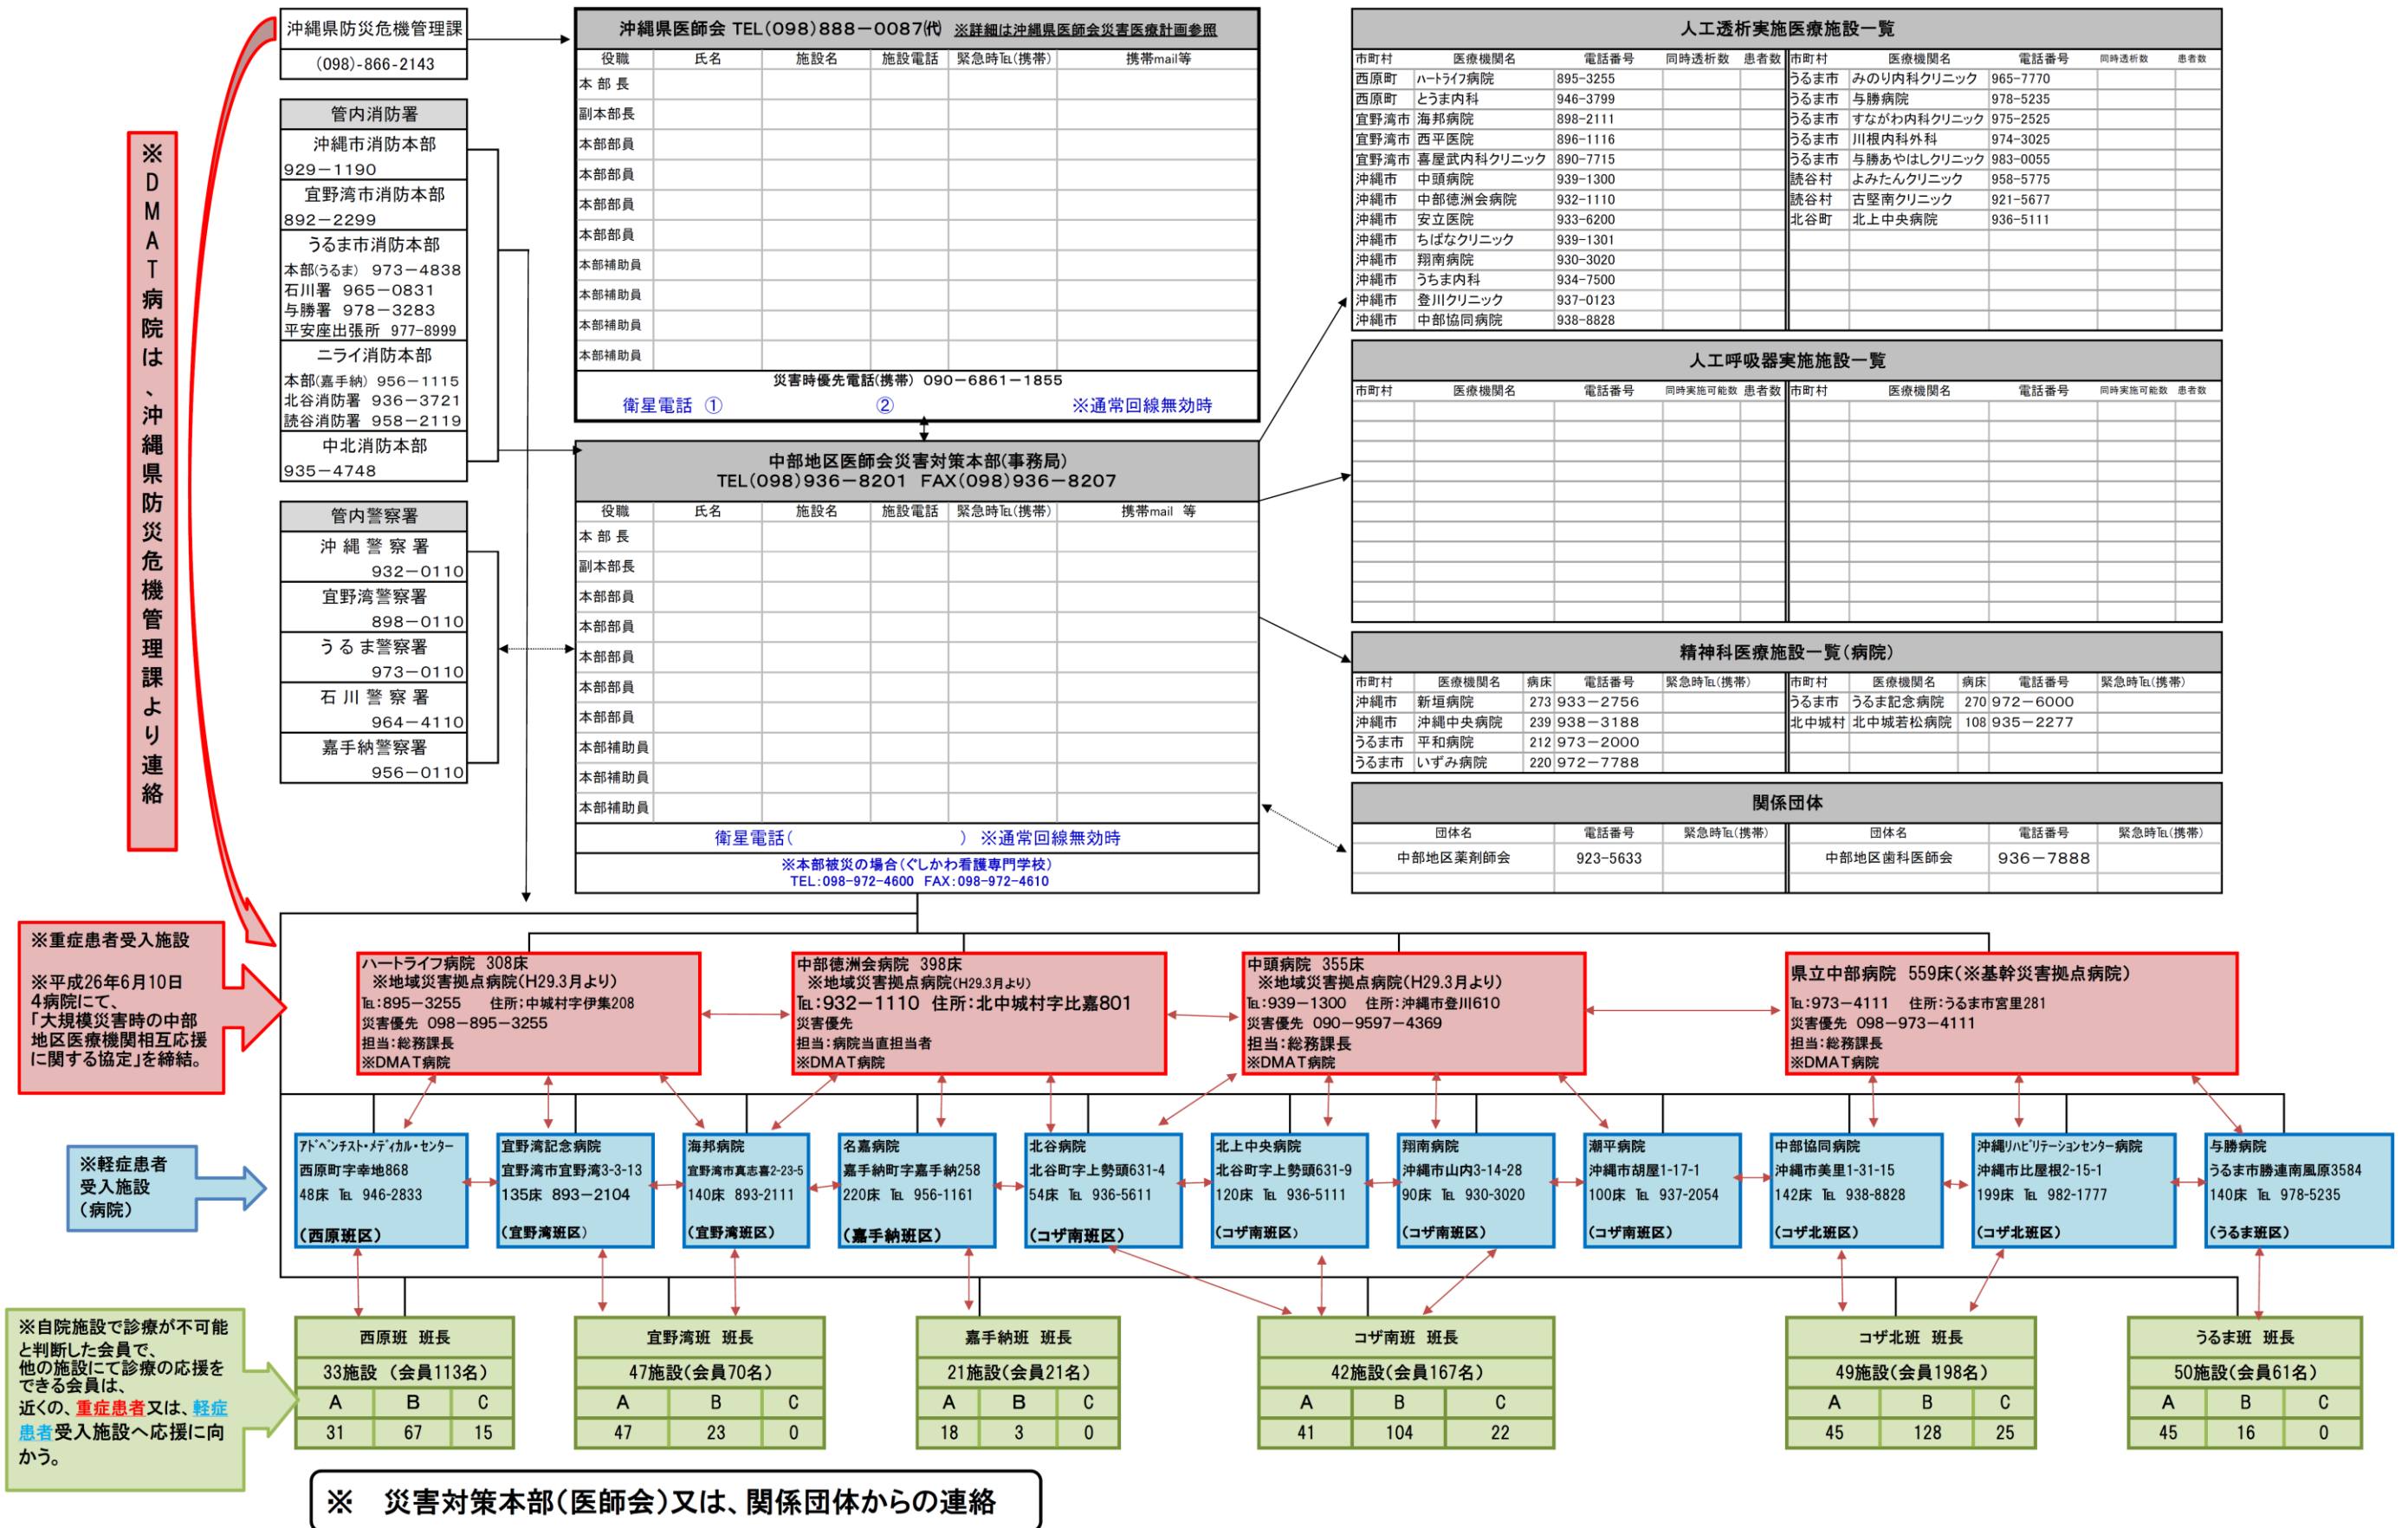 沖縄県防災危機管理課
(098)-866-2143
管内消防署
沖縄市消防本部
929－1190
宜野湾市消防本部
892－2299
うるま市消防本部
本部(うるま) 973－4838
石川署 965－0831
与勝署 978－3283
平安座出張所 977-8999
ニライ消防本部
本部(嘉手納) 956－1115
北谷消防署 936－3721
読谷消防署 958－2119
中北消防本部
935－4748
管内警察署
沖縄警察署
932－0110
宜野湾警察署
898－0110
うるま警察署
973－0110
石川警察署
964－4110
嘉手納警察署
956－0110
※DMAT病院は、沖縄県防災危機管理課より連絡
沖縄県医師会 TEL(098)888－0087(代) ※詳細は沖縄県医師会災害医療計画参照
役職 氏名 施設名 施設電話 緊急時℡(携帯) 携帯mail等
本部長
副本部長
本部部員
本部部員
本部部員
本部部員
本部補助員
本部補助員
本部補助員
本部補助員
災害時優先電話(携帯) 090－6861－1855
衛星電話 ① ② ※通常回線無効時
中部地区医師会災害対策本部(事務局)
TEL(098)936－8201 FAX(098)936－8207
役職 氏名 施設名 施設電話 緊急時℡(携帯) 携帯mail 等
本部長
副本部長
本部部員
本部部員
本部部員
本部部員
本部部員
本部補助員
本部補助員
本部補助員
衛星電話( ) ※通常回線無効時
※本部被災の場合(ぐしかわ看護専門学校)
TEL:098-972-4600 FAX:098-972-4610
人工透析実施医療施設一覧
市町村 医療機関名 電話番号 同時透析数 患者数 市町村 医療機関名 電話番号 同時透析数 患者数
西原町 ハートライフ病院 895-3255 うるま市 みのり内科クリニック 965-7770
西原町 とうま内科 946-3799 うるま市 与勝病院 978-5235
宜野湾市 海邦病院 898-2111 うるま市 すながわ内科クリニック 975-2525
宜野湾市 西平医院 896-1116 うるま市 川根内科外科 974-3025
宜野湾市 喜屋武内科クリニック 890-7715 うるま市 与勝あやはしクリニック 983-0055
沖縄市 中頭病院 939-1300 読谷村 よみたんクリニック 958-5775
沖縄市 中部徳洲会病院 932-1110 読谷村 古堅南クリニック 921-5677
沖縄市 安立医院 933-6200 北谷町 北上中央病院 936-5111
沖縄市 ちばなクリニック 939-1301
沖縄市 翔南病院 930-3020
沖縄市 うちま内科 934-7500
沖縄市 登川クリニック 937-0123
沖縄市 中部協同病院 938-8828
人工呼吸器実施施設一覧
市町村 医療機関名 電話番号 同時実施可能数 患者数 市町村 医療機関名 電話番号 同時実施可能数 患者数
精神科医療施設一覧(病院)
市町村 医療機関名 病床 電話番号 緊急時℡(携帯) 市町村 医療機関名 病床 電話番号 緊急時℡(携帯)
沖縄市 新垣病院 273 933－2756 うるま市 うるま記念病院 270 972－6000
沖縄市 沖縄中央病院 239 938－3188 北中城村 北中城若松病院 108 935－2277
うるま市 平和病院 212 973－2000
うるま市 いずみ病院 220 972－7788
関係団体
団体名 電話番号 緊急時℡(携帯) 団体名 電話番号 緊急時℡(携帯)
中部地区薬剤師会 923-5633 中部地区歯科医師会 936－7888
※重症患者受入施設
※平成26年6月10日
4病院にて、
「大規模災害時の中部
地区医療機関相互応援
に関する協定」を締結。
ハートライフ病院 308床
※地域災害拠点病院(H29.3月より)
℡:895－3255 住所;中城村字伊集208
災害優先 098－895－3255
担当:総務課長
※DMAT病院
中部徳洲会病院 398床
※地域災害拠点病院(H29.3月より)
℡:932－1110 住所:北中城村字比嘉801
災害優先
担当:病院当直担当者
※DMAT病院
中頭病院 355床
※地域災害拠点病院(H29.3月より)
℡:939－1300 住所:沖縄市登川610
災害優先 090－9597－4369
担当:総務課長
※DMAT病院
県立中部病院 559床(※基幹災害拠点病院)
℡:973－4111 住所:うるま市宮里281
災害優先 098－973－4111
担当:総務課長
※DMAT病院
※軽症患者
受入施設
(病院)
アドベンチスト・メディカル・センター
西原町字幸地868
48床 ℡ 946-2833
(西原班区)
宜野湾記念病院
宜野湾市宜野湾3-3-13
135床 893－2104
(宜野湾班区)
海邦病院
宜野湾市真志喜2-23-5
140床 893-2111
(宜野湾班区)
名嘉病院
嘉手納町字嘉手納258
220床 ℡ 956-1161
(嘉手納班区)
北谷病院
北谷町字上勢頭631-4
54床 ℡ 936-5611
(コザ南班区)
北上中央病院
北谷町字上勢頭631-9
120床 ℡ 936-5111
(コザ南班区)
翔南病院
沖縄市山内3-14-28
90床 ℡ 930-3020
(コザ南班区)
潮平病院
沖縄市胡屋1-17-1
100床 ℡ 937-2054
(コザ南班区)
中部協同病院
沖縄市美里1-31-15
142床 ℡ 938-8828
(コザ北班区)
沖縄リハビリテーションセンター病院
沖縄市比屋根2-15-1
199床 ℡ 982-1777
(コザ北班区)
与勝病院
うるま市勝連南風原3584
140床 ℡ 978-5235
(うるま班区)
※自院施設で診療が不可能
と判断した会員で、
他の施設にて診療の応援を
できる会員は、
近くの、重症患者又は、軽症
患者受入施設へ応援に向
かう。
西原班 班長
33施設 (会員113名)
A B C
31 67 15
宜野湾班 班長
47施設(会員70名)
A B C
47 23 0
嘉手納班 班長
21施設(会員21名)
A B C
18 3 0
コザ南班 班長
42施設(会員167名)
A B C
41 104 22
コザ北班 班長
49施設(会員198名)
A B C
45 128 25
うるま班 班長
50施設(会員61名)
A B C
45 16 0
※ 災害対策本部(医師会)又は、関係団体からの連絡